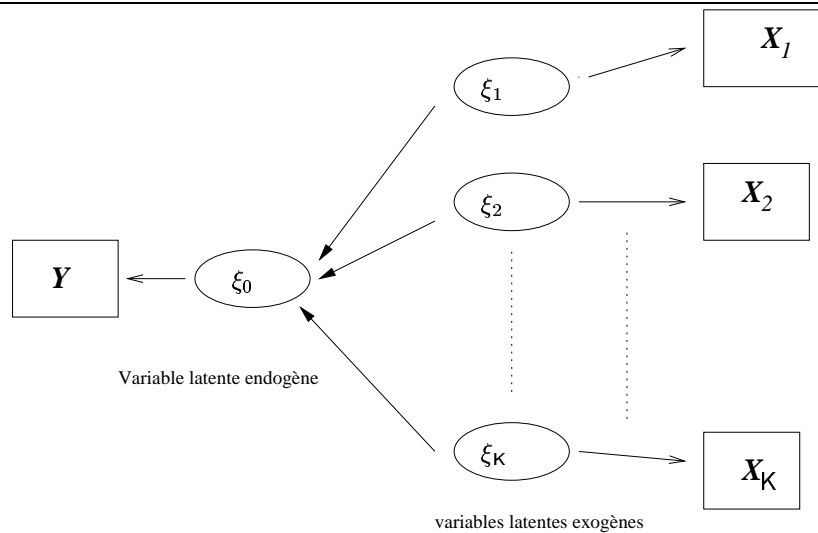 X1
ξ1
ξ2
X2
Y
ξ0
Variable latente endogène
ξK
XK
variables latentes exogènes